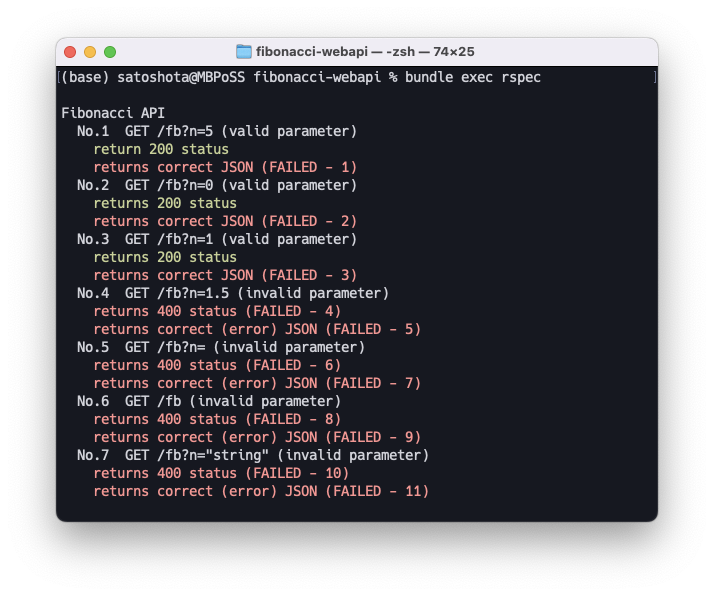 fibonacci-webapi — -zsh — 74×25
[(base) satoshota@MBPoSS fibonacci-webapi % bundle exec rspec ]
Fibonacci API
No.1 GET /fb?n=5 (valid parameter)
return 200 status
returns correct JSON (FAILED - 1)
No.2 GET /fb?n=0 (valid parameter)
returns 200 status
returns correct JSON (FAILED - 2)
No.3 GET /fb?n=1 (valid parameter)
returns 200 status
returns correct JSON (FAILED - 3)
No.4 GET /fb?n=1.5 (invalid parameter)
returns 400 status (FAILED - 4)
returns correct (error) JSON (FAILED - 5)
No.5 GET /fb?n= (invalid parameter)
returns 400 status (FAILED - 6)
returns correct (error) JSON (FAILED - 7)
No.6 GET /fb (invalid parameter)
returns 400 status (FAILED - 8)
returns correct (error) JSON (FAILED - 9)
No.7 GET /fb?n="string" (invalid parameter)
returns 400 status (FAILED - 10)
returns correct (error) JSON (FAILED - 11)